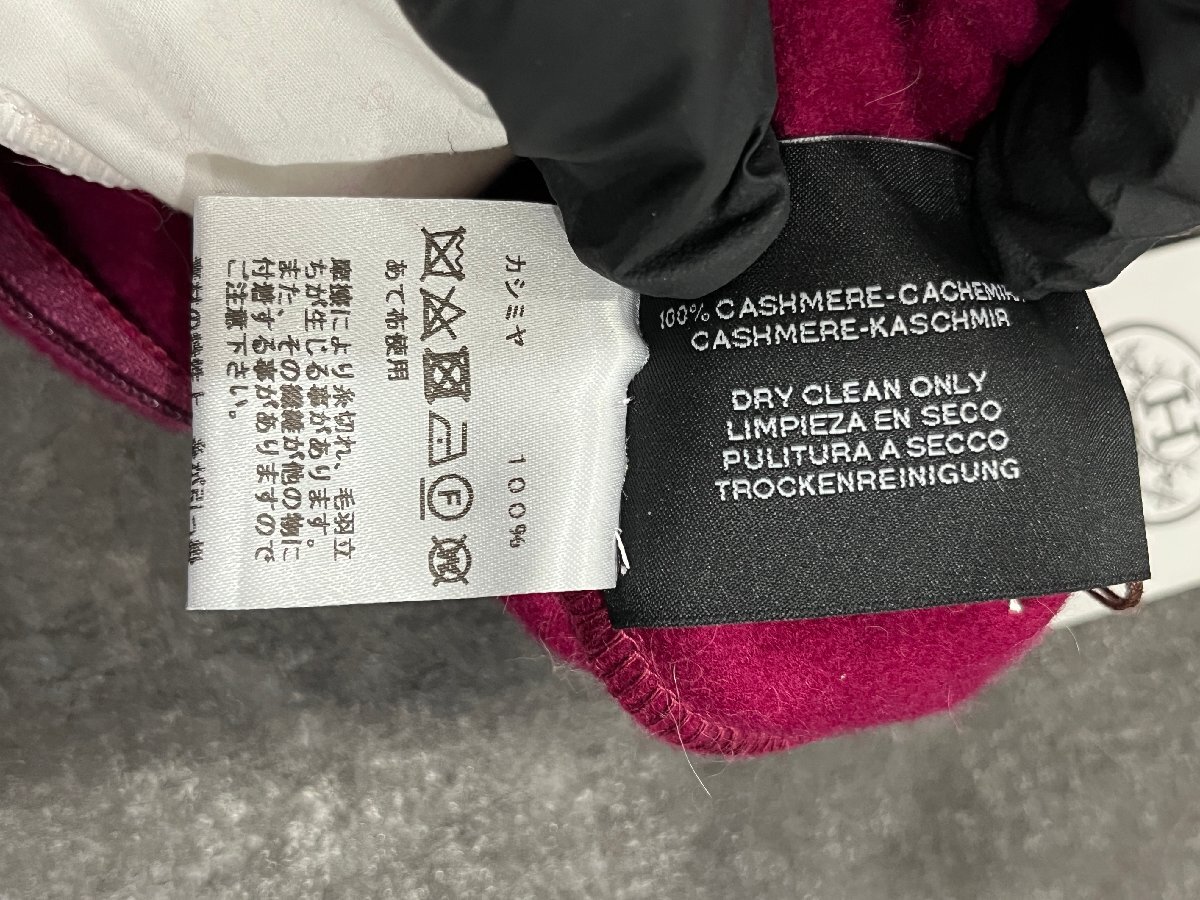 カシミヤ 100%
F
あて布使用
摩擦により糸切れ、毛羽立
ちが生じる事があります。
また、その繊維が他の物に
付着する事がありますので
ご注意下さい。
100% CASHMERE-CACHEMIR
CASHMERE-KASCHMIR
DRY CLEAN ONLY
LIMPIEZA EN SECO
PULITURA A SECCO
TROCKENREINIGUNG
H